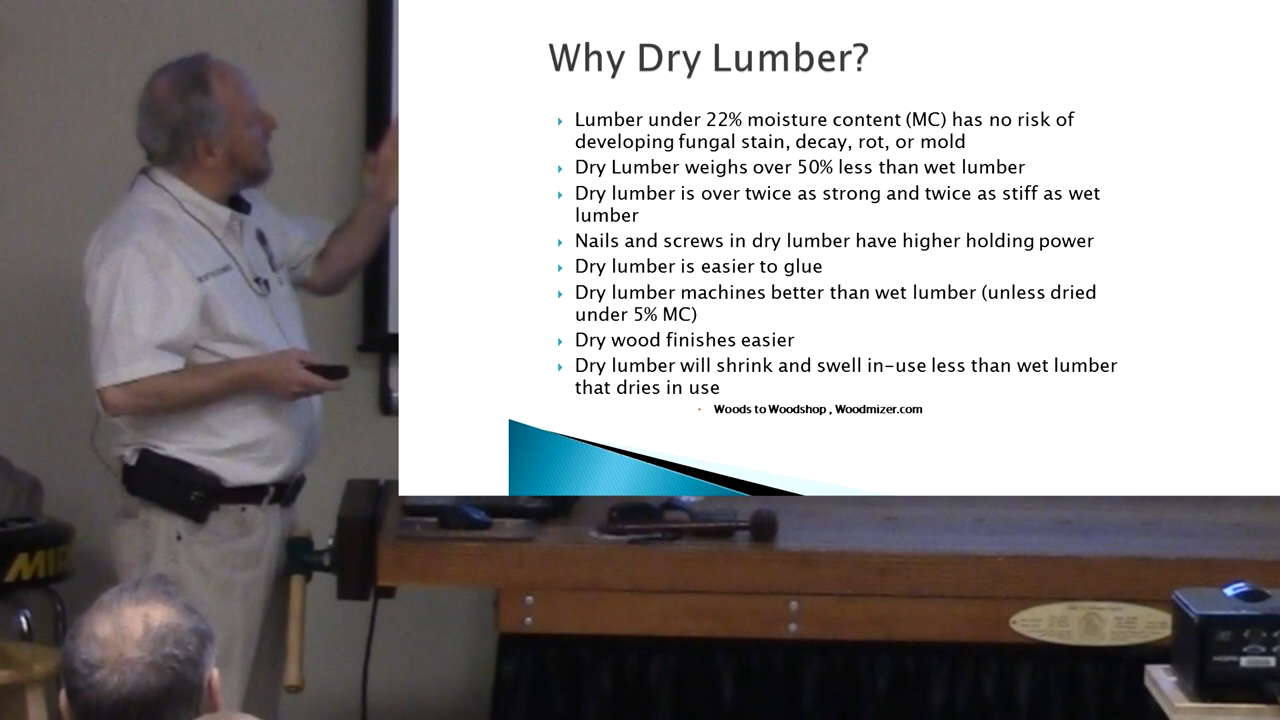 Why Dry Lumber?
Lumber under 22% moisture content (MC) has no risk of
developing fungal stain, decay, rot, or mold
Dry Lumber weighs over 50% less than wet lumber
Dry lumber is over twice as strong and twice as stiff as wet
lumber
Nails and screws in dry lumber have higher holding power
Dry lumber is easier to glue
Dry lumber machines better than wet lumber (unless dried
under 5% MC)
Dry wood finishes easier
Dry lumber will shrink and swell in-use less than wet lumber
that dries in use
Woods to Woodshop , Woodmizer.com